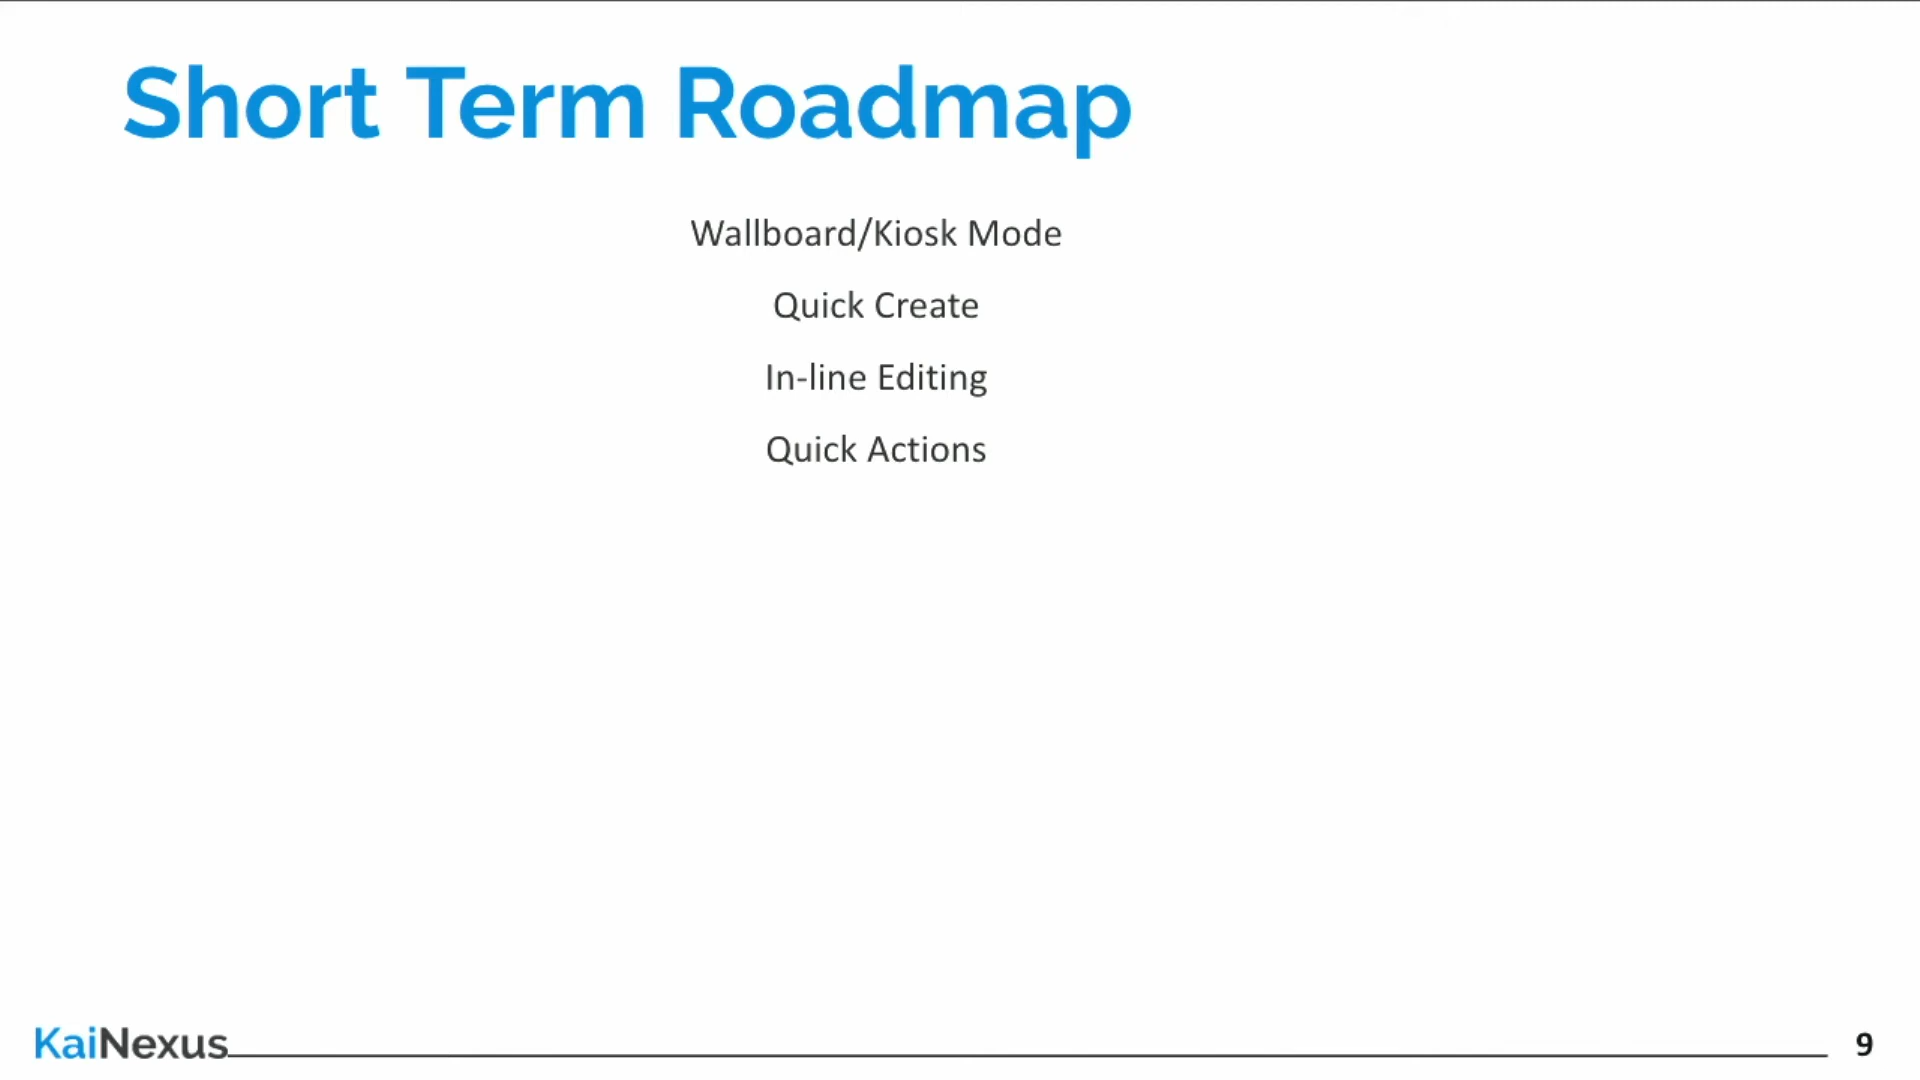 Short Term Roadmap
Wallboard/Kiosk Mode
Quick Create
In-line Editing
Quick Actions
KaiNexus
9